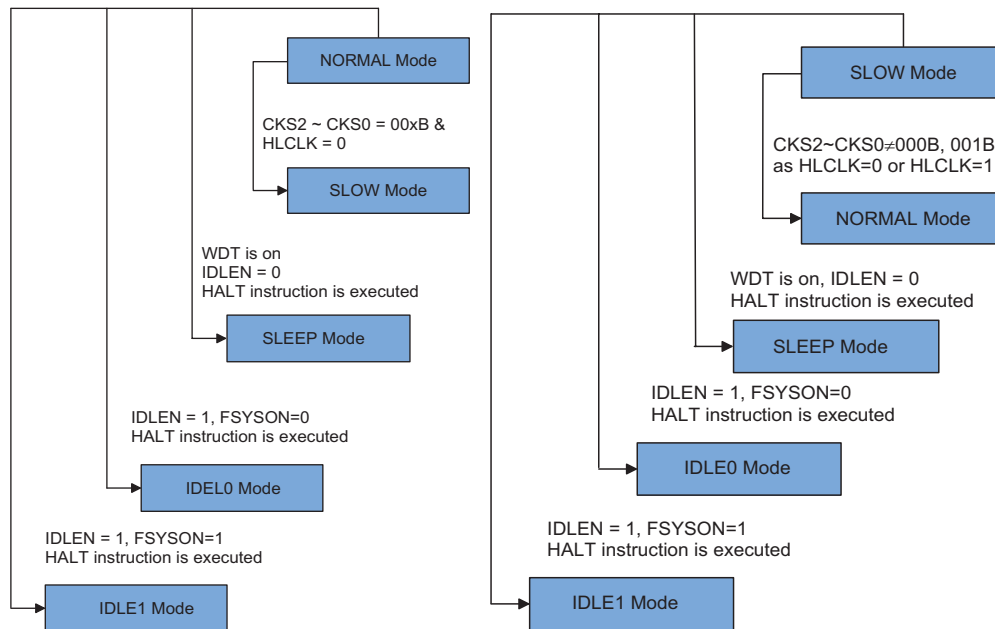 NORMAL Mode
CKS2 ~ CKS0 = 00xB &
HLCLK = 0
SLOW Mode
WDT is on
IDLEN = 0
HALT instruction is executed
SLEEP Mode
IDLEN = 1, FSYSON=0
HALT instruction is executed
IDEL0 Mode
IDLEN = 1, FSYSON=1
HALT instruction is executed
IDLE1 Mode
SLOW Mode
CKS2~CKS0≠000B, 001B
as HLCLK=0 or HLCLK=1
NORMAL Mode
WDT is on, IDLEN = 0
HALT instruction is executed
SLEEP Mode
IDLEN = 1, FSYSON=0
HALT instruction is executed
IDLE0 Mode
IDLEN = 1, FSYSON=1
HALT instruction is executed
IDLE1 Mode